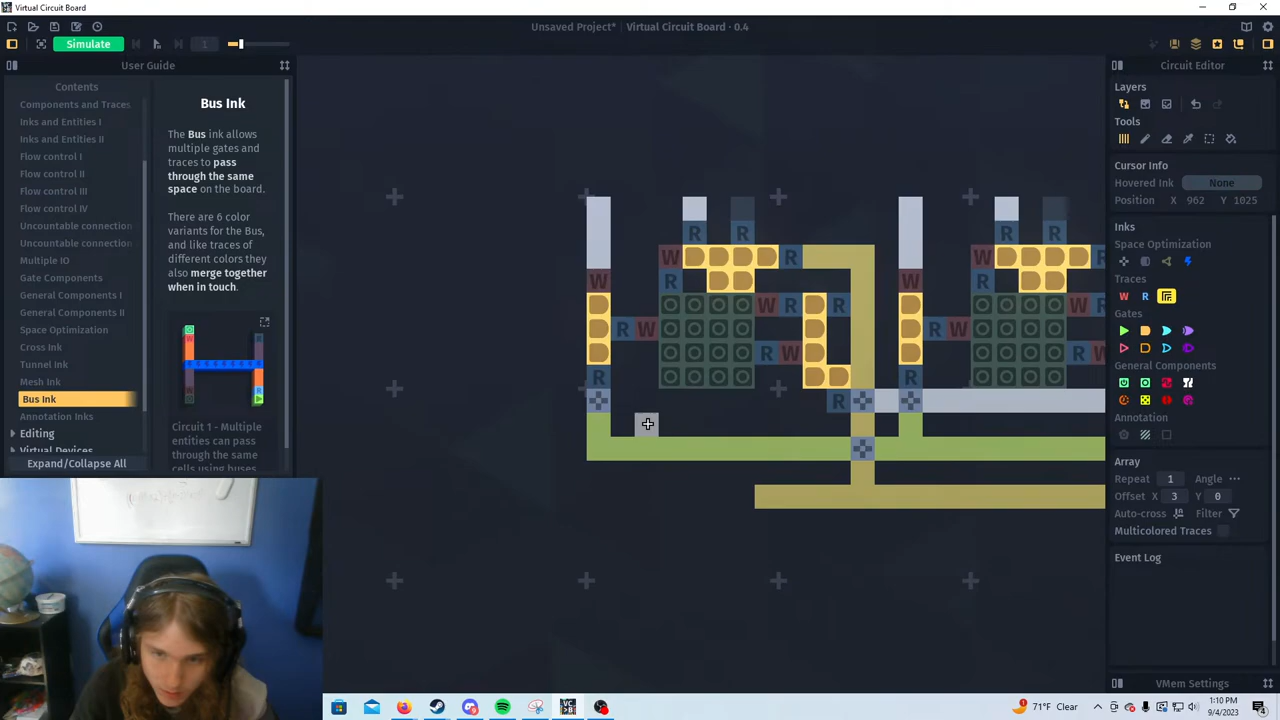 Virtual Circuit Board
Unsaved Project* | Virtual Circuit Board · 0.4
Simulate
1
User Guide
Circuit Editor
Contents
Components and Traces
Inks and Entities I
Inks and Entities II
Flow control I
Flow control II
Flow control III
Flow control IV
Uncountable connection
Uncountable connection
Multiple IO
Gate Components
General Components I
General Components II
Space Optimization
Cross Ink
Tunnel Ink
Mesh Ink
Bus Ink
Annotation Inks
Editing
Virtual Devices
Expand/Collapse All
Bus Ink
The Bus ink allows
multiple gates and
traces to pass
through the same
space on the board.
There are 6 color
variants for the Bus,
and like traces of
different colors they
also merge together
when in touch.
Circuit 1 - Multiple
entities can pass
through the same
cells using buses
R R R R
W R W R
R R
W W R W W
R W R W
R R R R
R R
R
Layers
Tools
Cursor Info
Hovered Ink None
Position X 962 Y 1025
Inks
Space Optimization
Traces
W R
Gates
General Components
Annotation
Array
Repeat 1 Angle
Offset X 3 Y 0
Auto-cross Filter
Multicolored Traces
Event Log
VMem Settings
71°F Clear
1:10 PM
9/4/2023